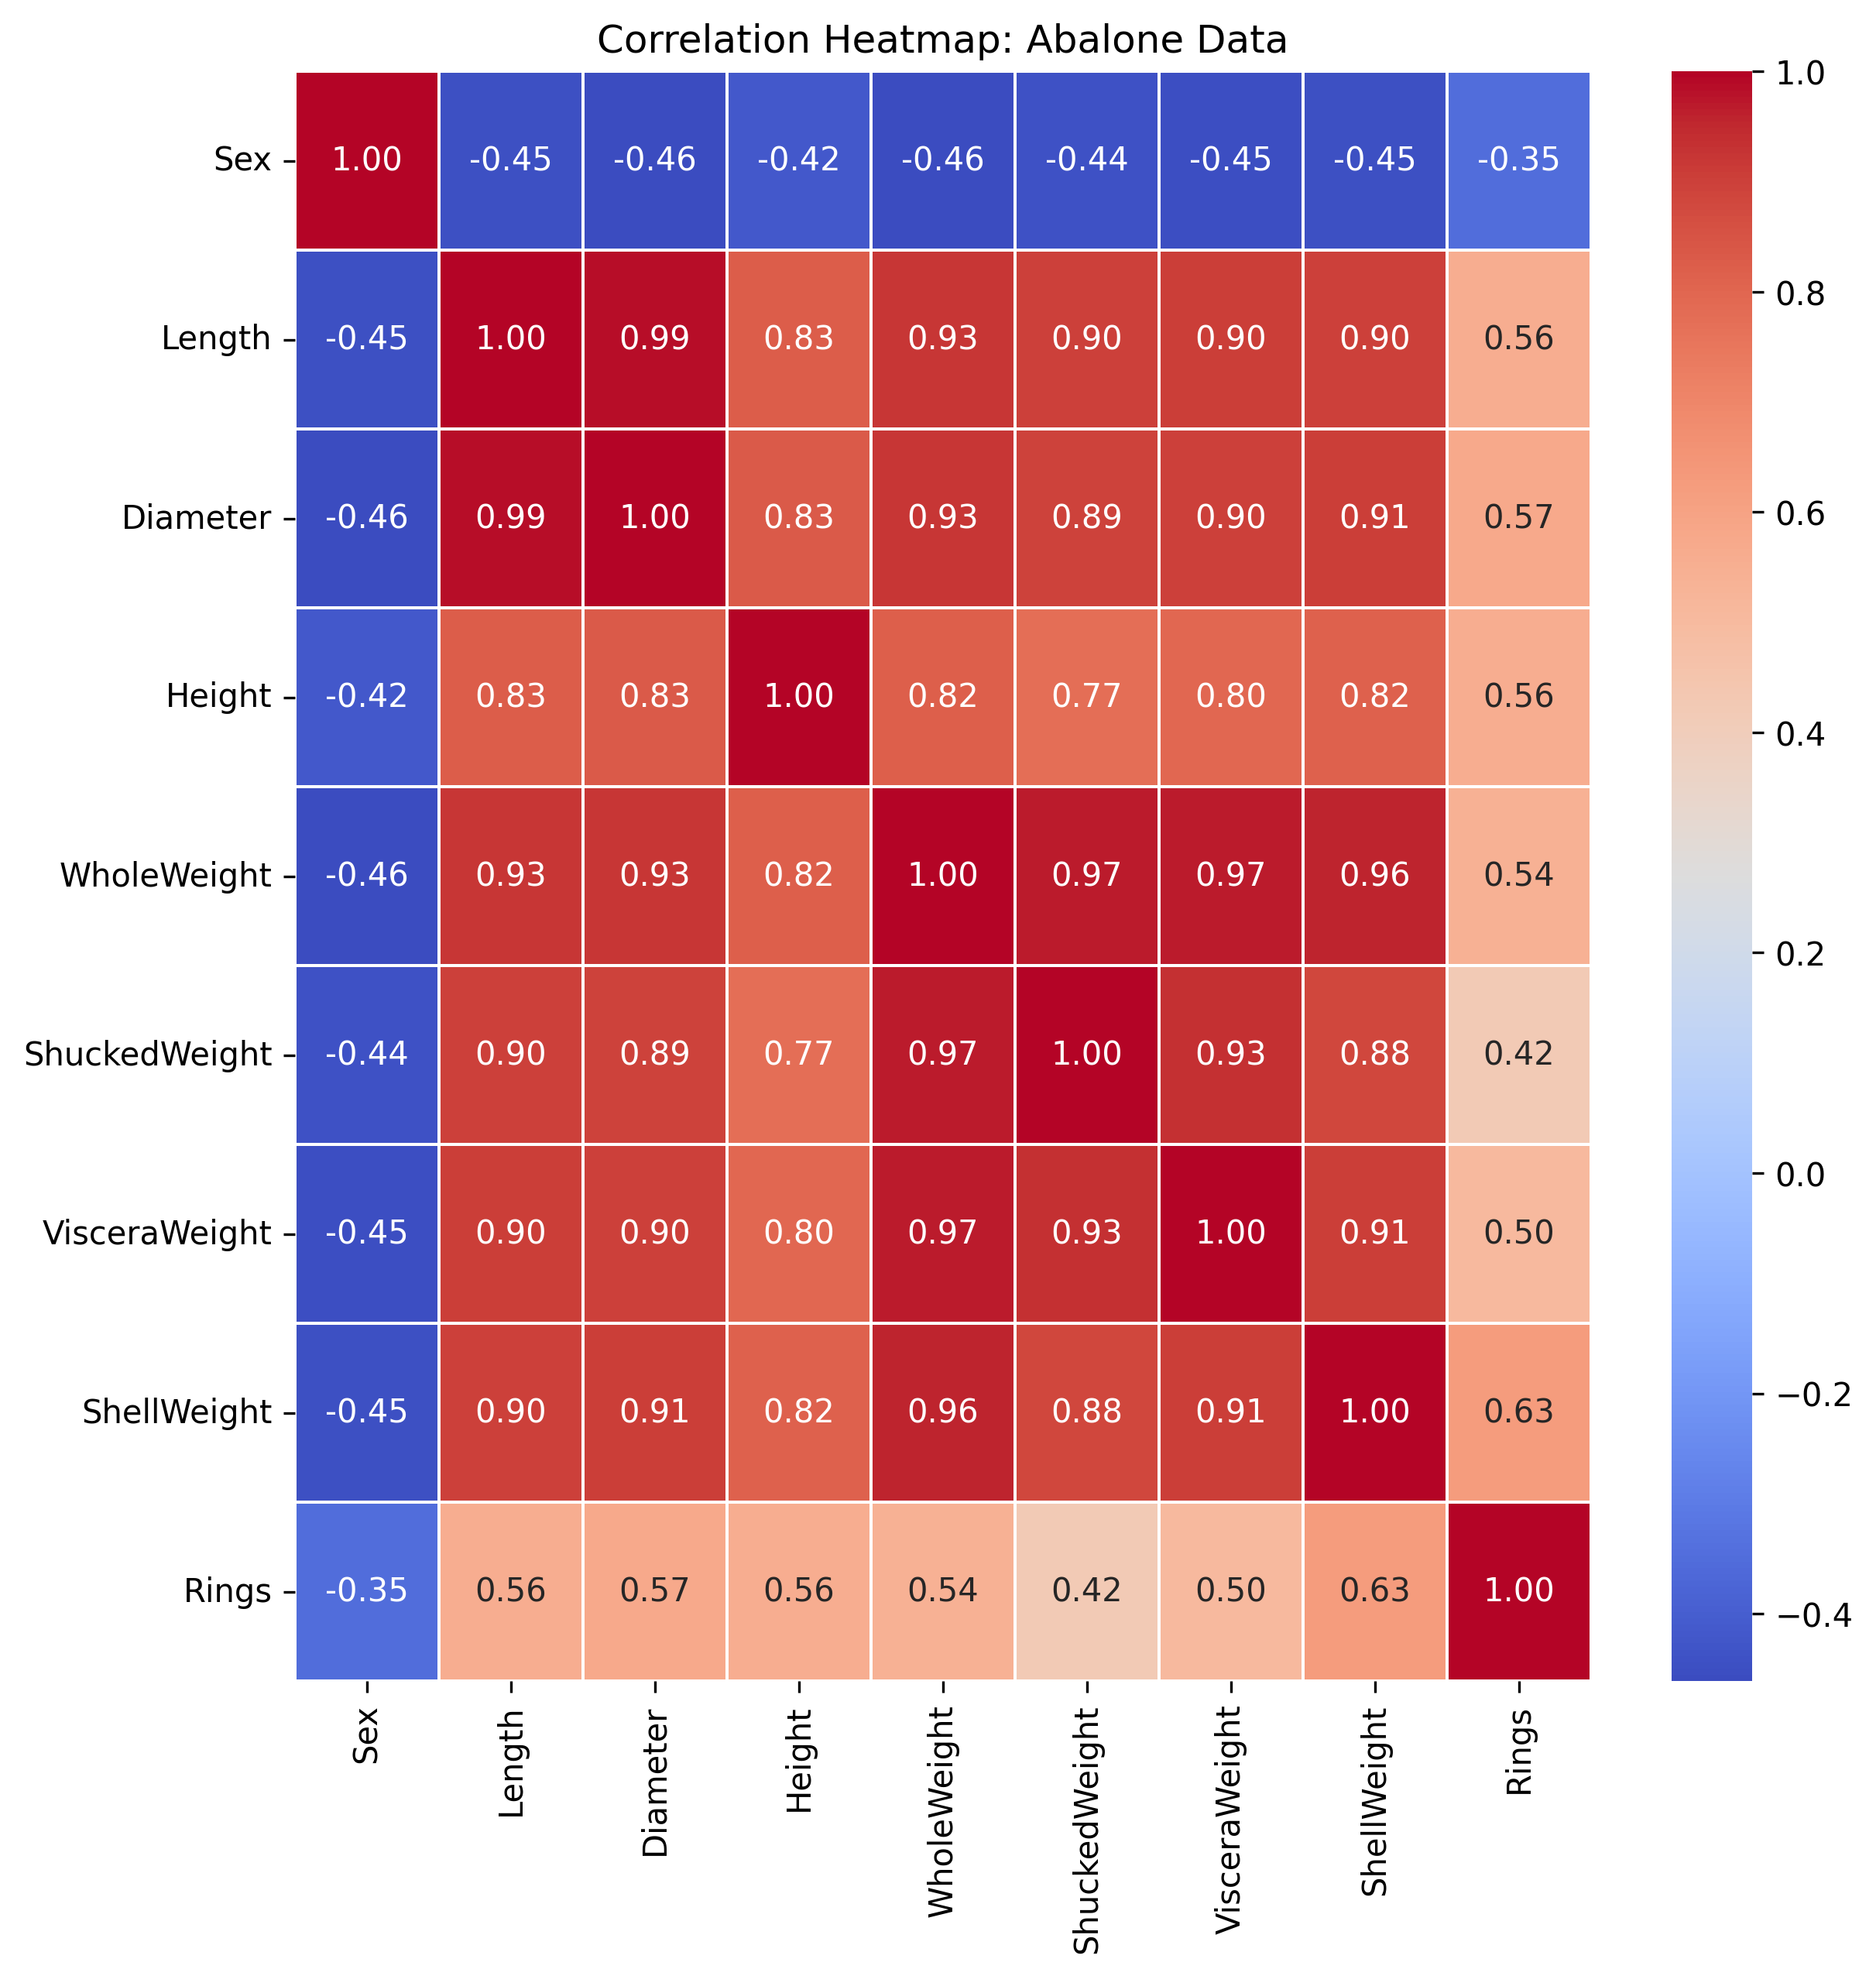 Correlation Heatmap: Abalone Data
Sex 1.00 -0.45 -0.46 -0.42 -0.46 -0.44 -0.45 -0.45 -0.35
Length -0.45 1.00 0.99 0.83 0.93 0.90 0.90 0.90 0.56
Diameter -0.46 0.99 1.00 0.83 0.93 0.89 0.90 0.91 0.57
Height -0.42 0.83 0.83 1.00 0.82 0.77 0.80 0.82 0.56
WholeWeight -0.46 0.93 0.93 0.82 1.00 0.97 0.97 0.96 0.54
ShuckedWeight -0.44 0.90 0.89 0.77 0.97 1.00 0.93 0.88 0.42
VisceraWeight -0.45 0.90 0.90 0.80 0.97 0.93 1.00 0.91 0.50
ShellWeight -0.45 0.90 0.91 0.82 0.96 0.88 0.91 1.00 0.63
Rings -0.35 0.56 0.57 0.56 0.54 0.42 0.50 0.63 1.00
Sex
Length
Diameter
Height
WholeWeight
ShuckedWeight
VisceraWeight
ShellWeight
Rings
1.0
0.8
0.6
0.4
0.2
0.0
−0.2
−0.4